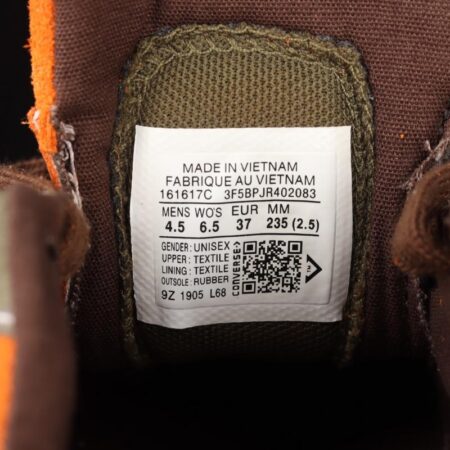 MADE IN VIETNAM
FABRIQUE AU VIETNAM
161617C 3F5BPJR402083
MENS WO'S EUR MM
4.5 6.5 37 235 (2.5)
GENDER: UNISEX
UPPER: TEXTILE
LINING: TEXTILE
OUTSOLE: RUBBER
9Z 1905 L68
CONVERSE